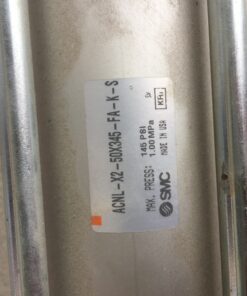 ACNL-X2-50X345-FA-K-S
MAX. PRESS: 145 PSI
1.00 MPa
SMC
MADE IN USA